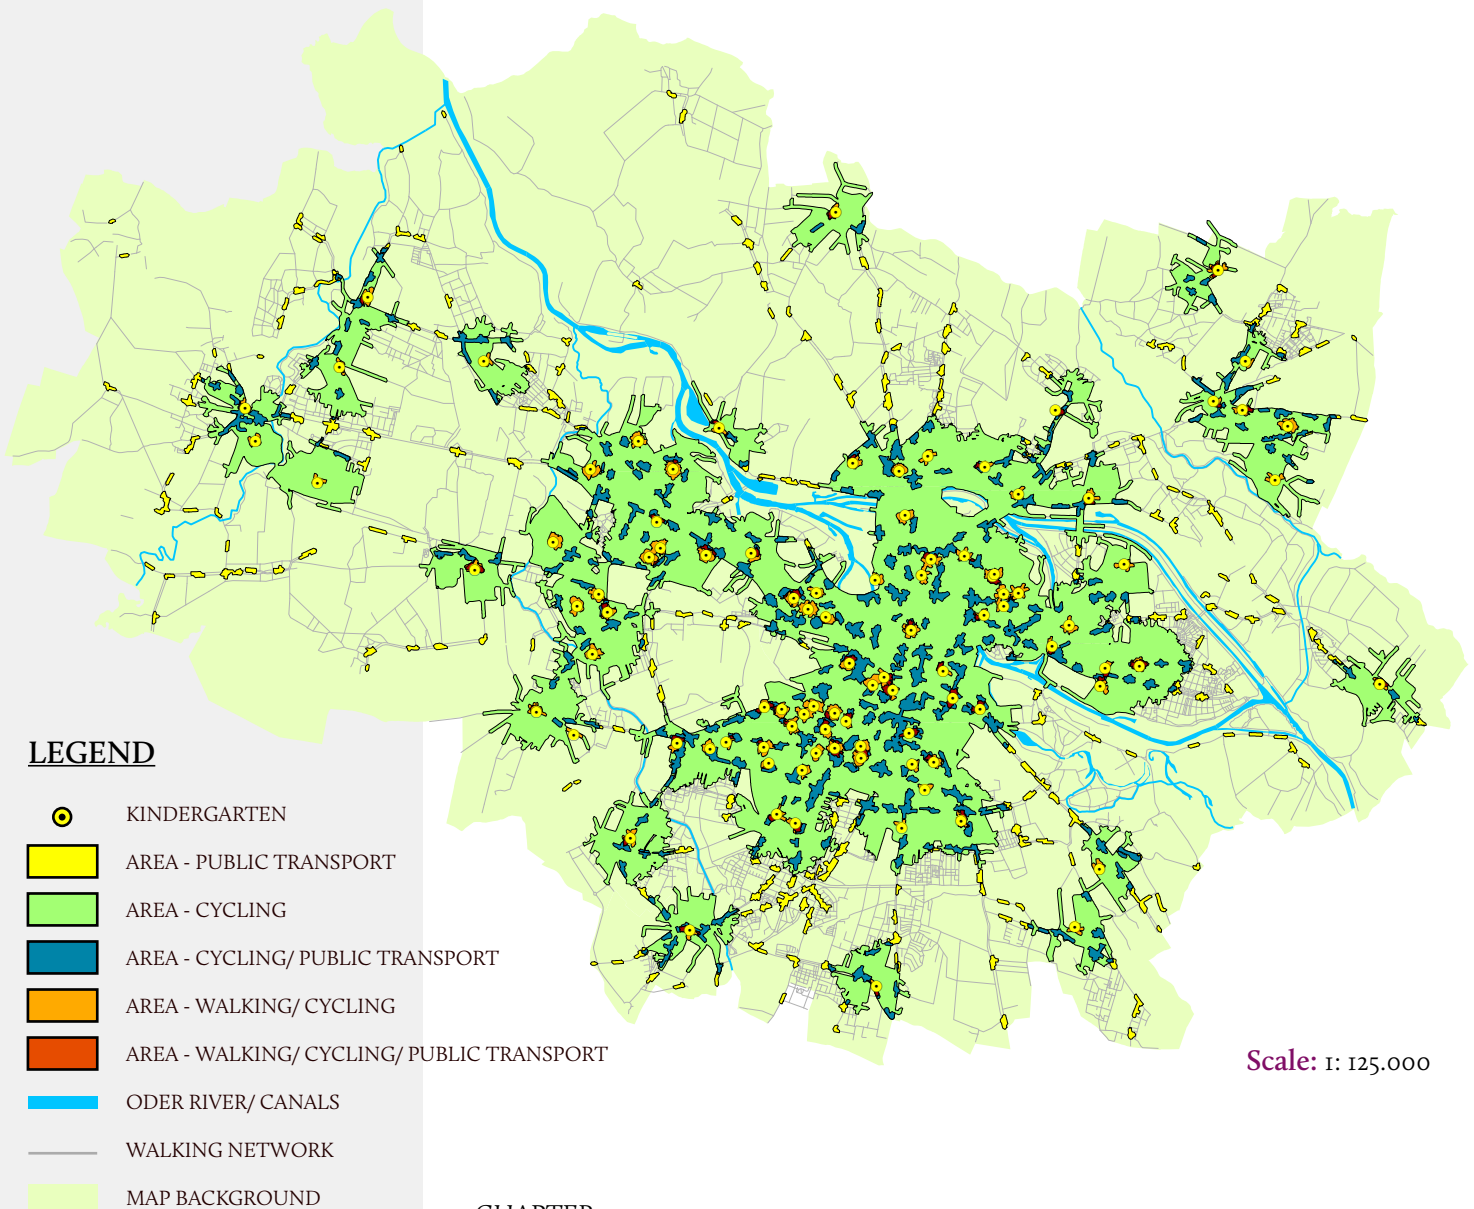 LEGEND
KINDERGARTEN
AREA - PUBLIC TRANSPORT
AREA - CYCLING
AREA - CYCLING/ PUBLIC TRANSPORT
AREA - WALKING/ CYCLING
AREA - WALKING/ CYCLING/ PUBLIC TRANSPORT
ODER RIVER/ CANALS
WALKING NETWORK
MAP BACKGROUND
Scale: 1: 125.000
CHAPTER